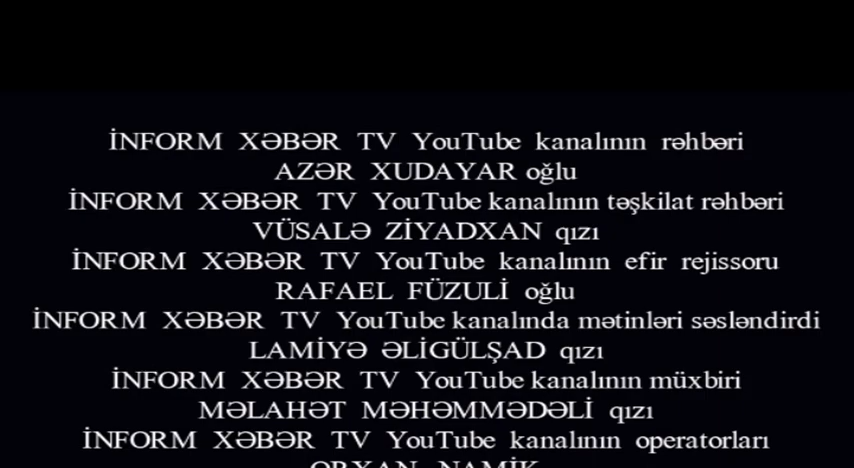 İNFORM XƏBƏR TV YouTube kanalının rəhbəri
AZƏR XUDAYAR oğlu
İNFORM XƏBƏR TV YouTube kanalının təşkilat rəhbəri
VÜSALƏ ZİYADXAN qızı
İNFORM XƏBƏR TV YouTube kanalının efir rejissoru
RAFAEL FÜZULİ oğlu
İNFORM XƏBƏR TV YouTube kanalında mətinləri səsləndirdi
LAMİYƏ ƏLİGÜLŞAD qızı
İNFORM XƏBƏR TV YouTube kanalının müxbiri
MƏLAHƏT MƏHƏMMƏDƏLİ qızı
İNFORM XƏBƏR TV YouTube kanalının operatorları
ORXAN NAMİK